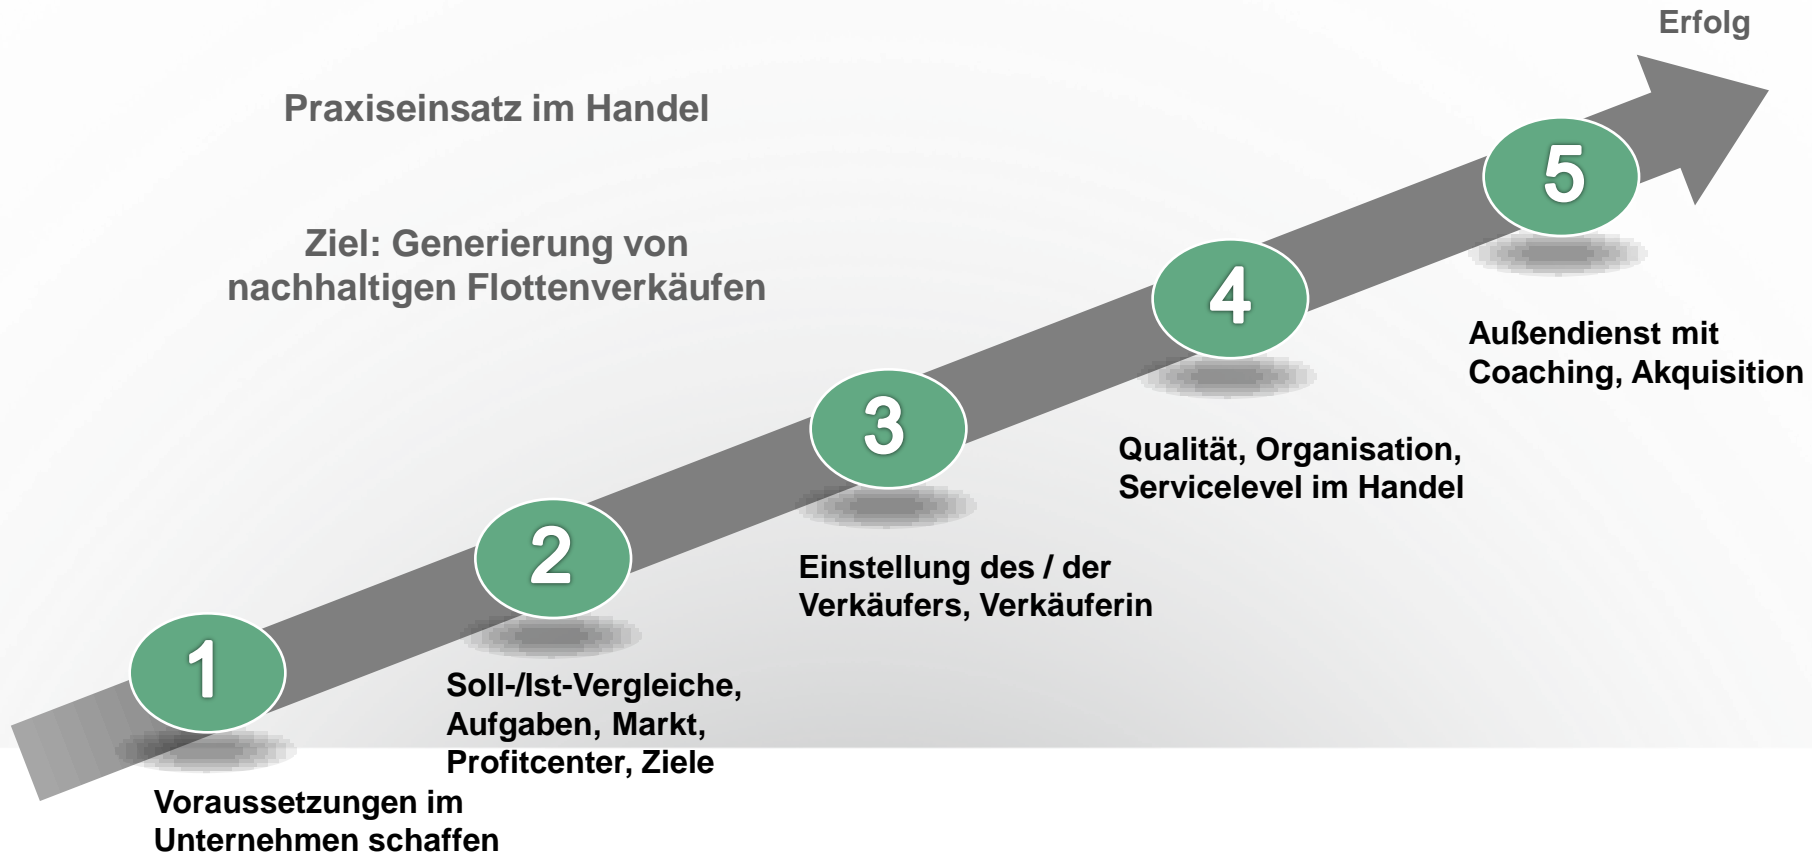 Erfolg
Praxiseinsatz im Handel
Ziel: Generierung von
nachhaltigen Flottenverkäufen
1
Voraussetzungen im
Unternehmen schaffen
2
Soll-/Ist-Vergleiche,
Aufgaben, Markt,
Profitcenter, Ziele
3
Einstellung des / der
Verkäufers, Verkäuferin
4
Qualität, Organisation,
Servicelevel im Handel
5
Außendienst mit
Coaching, Akquisition